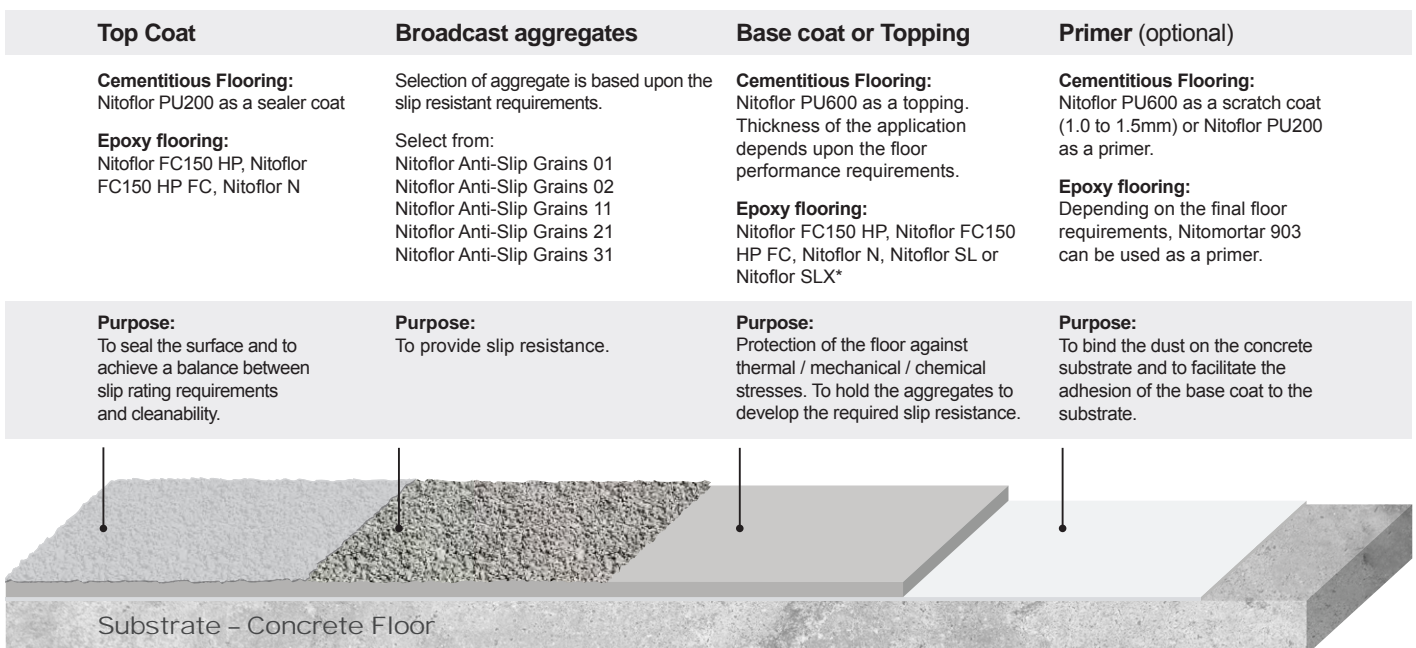 Top Coat
Cementitious Flooring:
Nitoflor PU200 as a sealer coat
Epoxy flooring:
Nitoflor FC150 HP, Nitoflor
FC150 HP FC, Nitoflor N
Purpose:
To seal the surface and to
achieve a balance between
slip rating requirements
and cleanability.
Broadcast aggregates
Selection of aggregate is based upon the
slip resistant requirements.
Select from:
Nitoflor Anti-Slip Grains 01
Nitoflor Anti-Slip Grains 02
Nitoflor Anti-Slip Grains 11
Nitoflor Anti-Slip Grains 21
Nitoflor Anti-Slip Grains 31
Purpose:
To provide slip resistance.
Base coat or Topping
Cementitious Flooring:
Nitoflor PU600 as a topping.
Thickness of the application
depends upon the floor
performance requirements.
Epoxy flooring:
Nitoflor FC150 HP, Nitoflor FC150
HP FC, Nitoflor N, Nitoflor SL or
Nitoflor SLX*
Purpose:
Protection of the floor against
thermal / mechanical / chemical
stresses. To hold the aggregates to
develop the required slip resistance.
Primer (optional)
Cementitious Flooring:
Nitoflor PU600 as a scratch coat
(1.0 to 1.5mm) or Nitoflor PU200
as a primer.
Epoxy flooring:
Depending on the final floor
requirements, Nitomortar 903
can be used as a primer.
Purpose:
To bind the dust on the concrete
substrate and to facilitate the
adhesion of the base coat to the
substrate.
Substrate – Concrete Floor